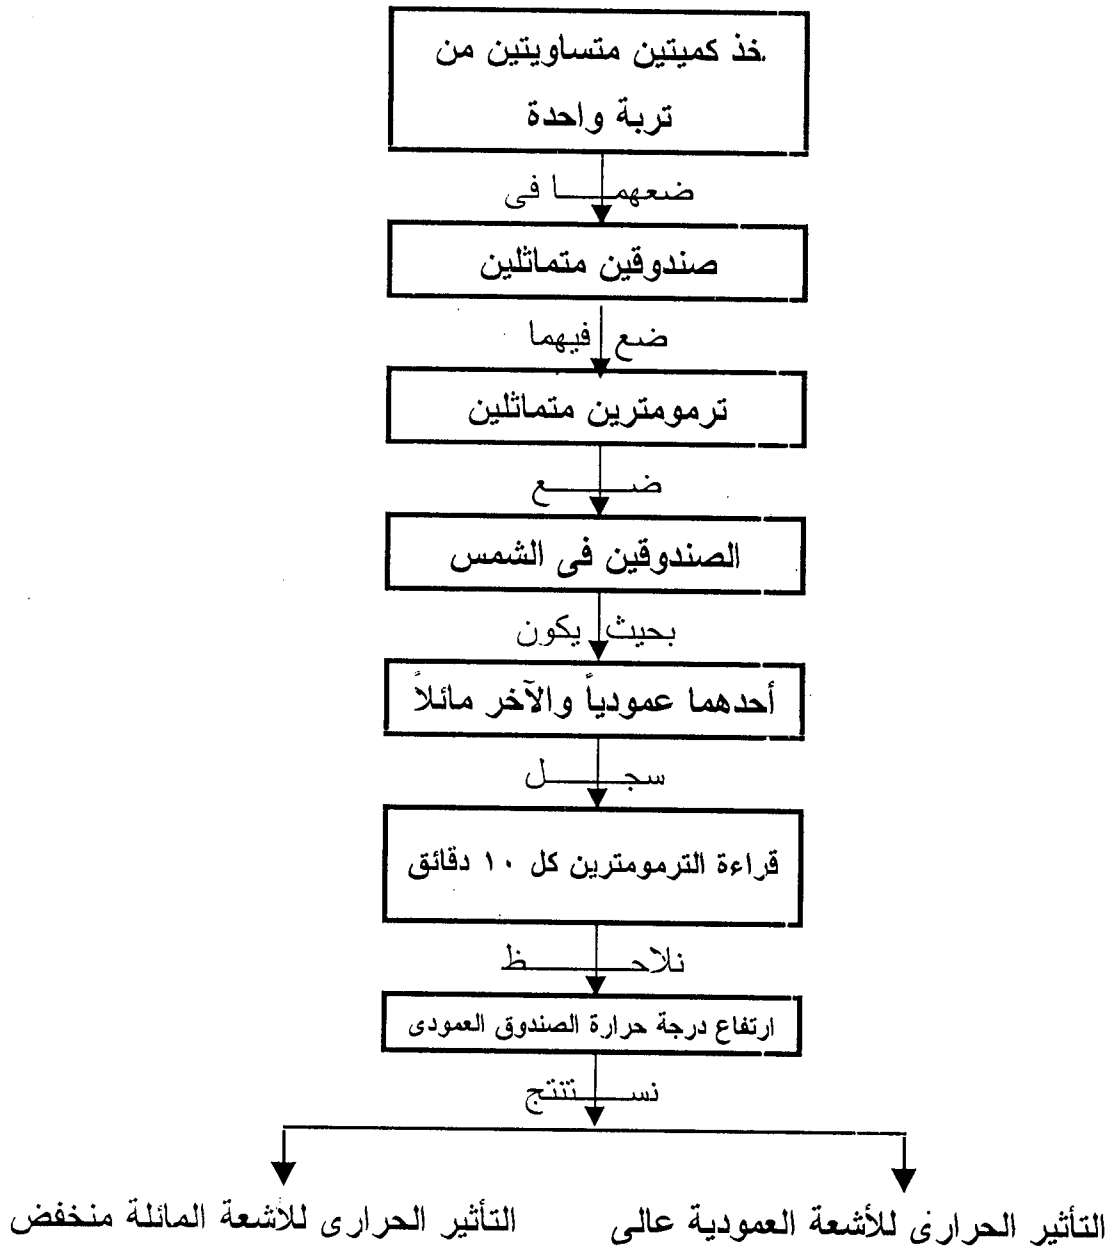 خذ كميتين متساويتين من
تربة واحدة
ضعهما فى
صندوقين متماثلين
ضع فيهما
ترمومترين متماثلين
ضع
الصندوقين فى الشمس
بحيث يكون
أحدهما عمودياً والآخر مائلاً
سجل
قراءة الترمومترين كل ١٠ دقائق
نلاحظ
ارتفاع درجة حرارة الصندوق العمودى
نستنتج
التأثير الحرارى للأشعة العمودية عالى
التأثير الحرارى للأشعة المائلة منخفض